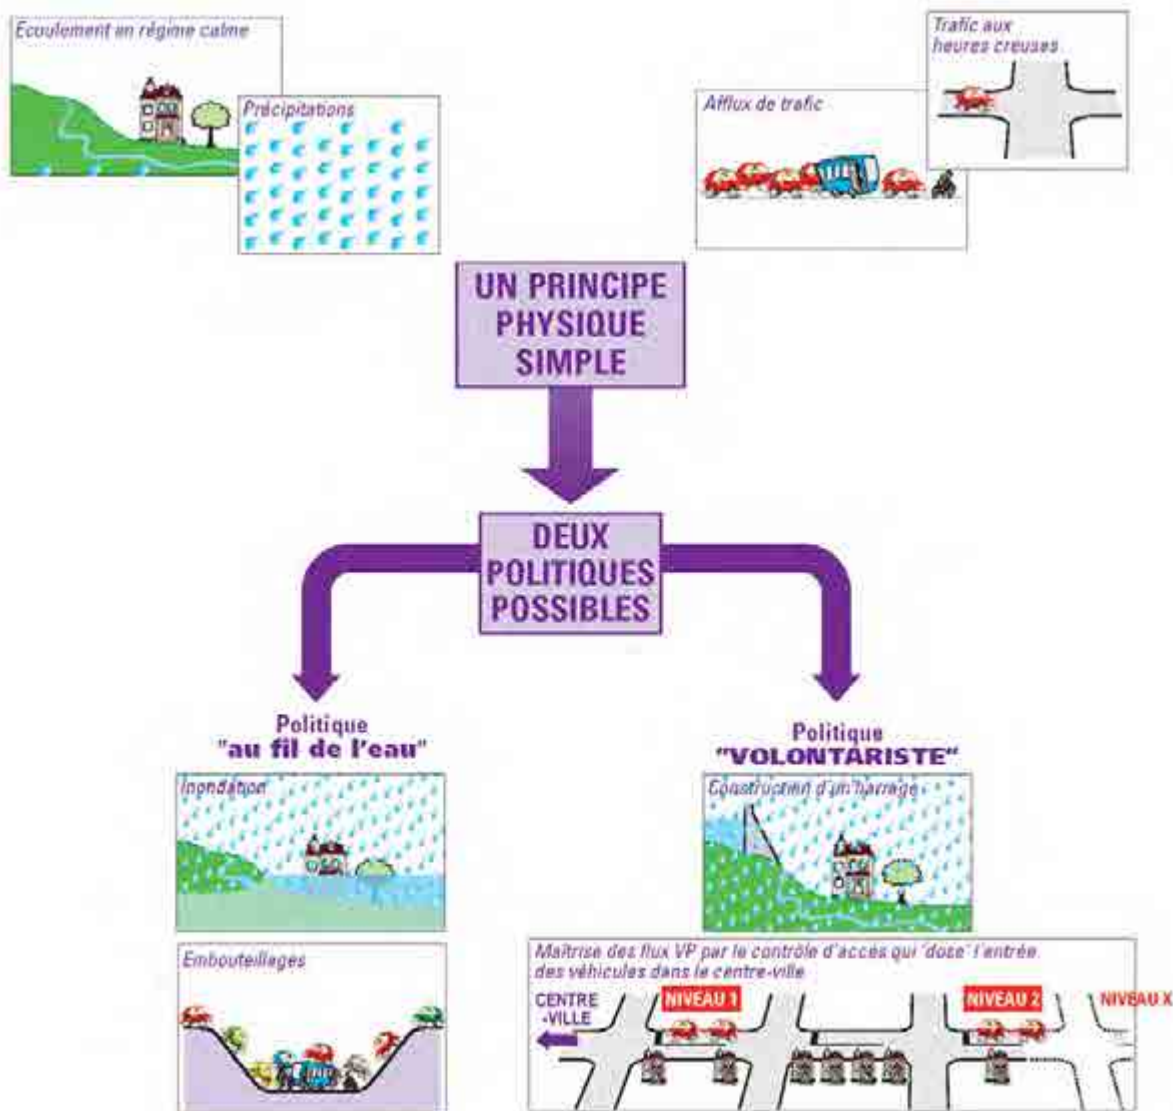 Ecoulement en régime calme
Précipitations
Trafic aux
heures creuses
Afflux de trafic
UN PRINCIPE
PHYSIQUE
SIMPLE
DEUX
POLITIQUES
POSSIBLES
Politique
"au fil de l'eau"
Politique
"VOLONTARISTE"
Inondation
Construction d'un barrage
Embouteillages
Maîtrise des flux VP par le contrôle d'accès qui 'dose' l'entrée
des véhicules dans le centre-ville
CENTRE
-VILLE
NIVEAU 1
NIVEAU 2
NIVEAU X